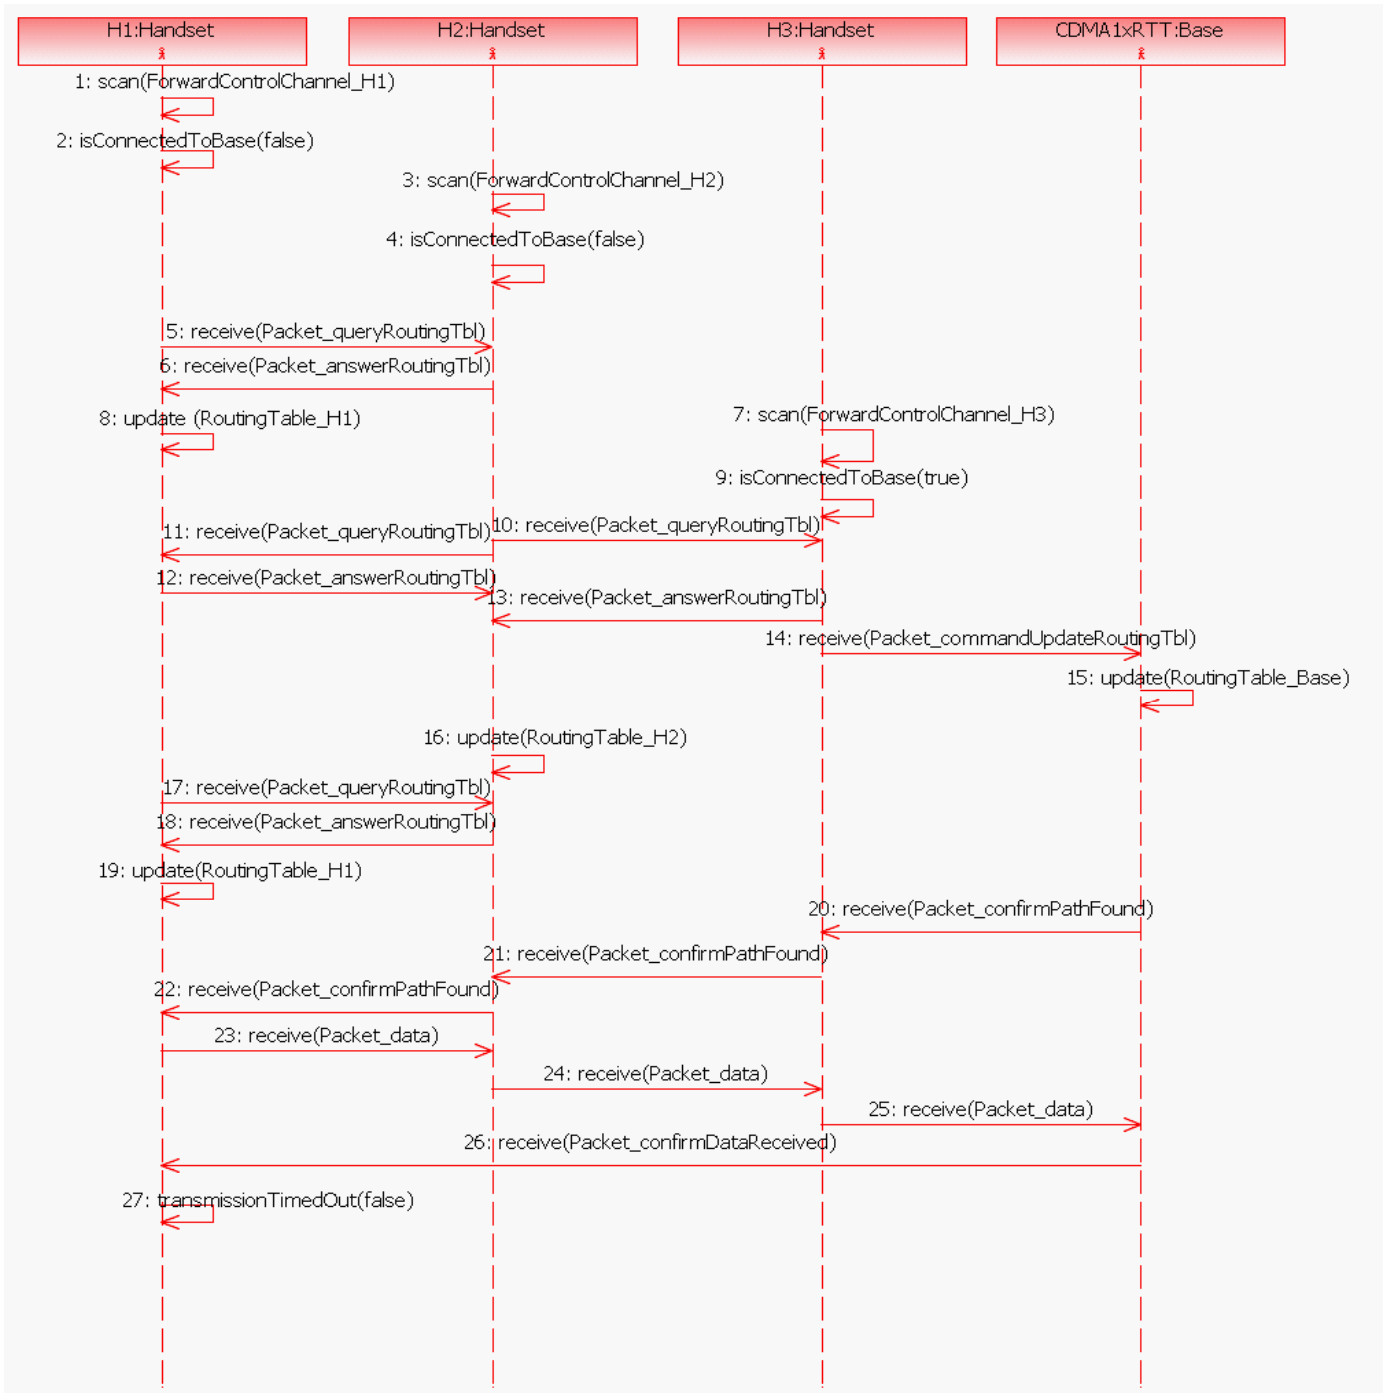 H1:Handset
H2:Handset
H3:Handset
CDMA1xRTT:Base
1: scan(ForwardControlChannel_H1)
2: isConnectedToBase(false)
3: scan(ForwardControlChannel_H2)
4: isConnectedToBase(false)
5: receive(Packet_queryRoutingTbl)
6: receive(Packet_answerRoutingTbl)
8: update (RoutingTable_H1)
7: scan(ForwardControlChannel_H3)
9: isConnectedToBase(true)
11: receive(Packet_queryRoutingTbl)
10: receive(Packet_queryRoutingTbl)
12: receive(Packet_answerRoutingTbl)
13: receive(Packet_answerRoutingTbl)
14: receive(Packet_commandUpdateRoutingTbl)
15: update(RoutingTable_Base)
16: update(RoutingTable_H2)
17: receive(Packet_queryRoutingTbl)
18: receive(Packet_answerRoutingTbl)
19: update(RoutingTable_H1)
20: receive(Packet_confirmPathFound)
21: receive(Packet_confirmPathFound)
22: receive(Packet_confirmPathFound)
23: receive(Packet_data)
24: receive(Packet_data)
25: receive(Packet_data)
26: receive(Packet_confirmDataReceived)
27: transmissionTimedOut(false)